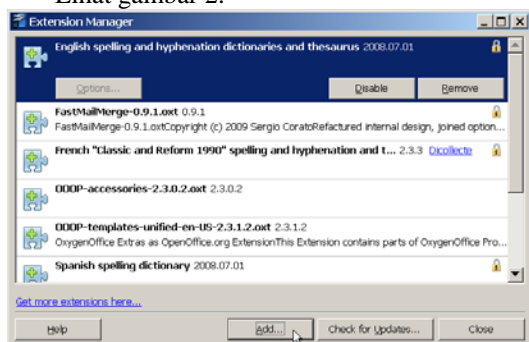 Lihat gambar 2.
Extension Manager
English spelling and hyphenation dictionaries and thesaurus 2008.07.01
Options... Disable Remove
FastMailMerge-0.9.1.oxt 0.9.1
FastMailMerge-0.9.1.oxtCopyright (c) 2009 Sergio CoratoRefactured internal design, joined option...
French "Classic and Reform 1990" spelling and hyphenation and t... 2.3.3 Dicollecte
OOOP-accessories-2.3.0.2.oxt 2.3.0.2
OOOP-templates-unified-en-US-2.3.1.2.oxt 2.3.1.2
OxygenOffice Extras as OpenOffice.org ExtensionThis Extension contains parts of OxygenOffice Pro...
Spanish spelling dictionary 2008.07.01
Get more extensions here...
Help Add... Check for Updates... Close